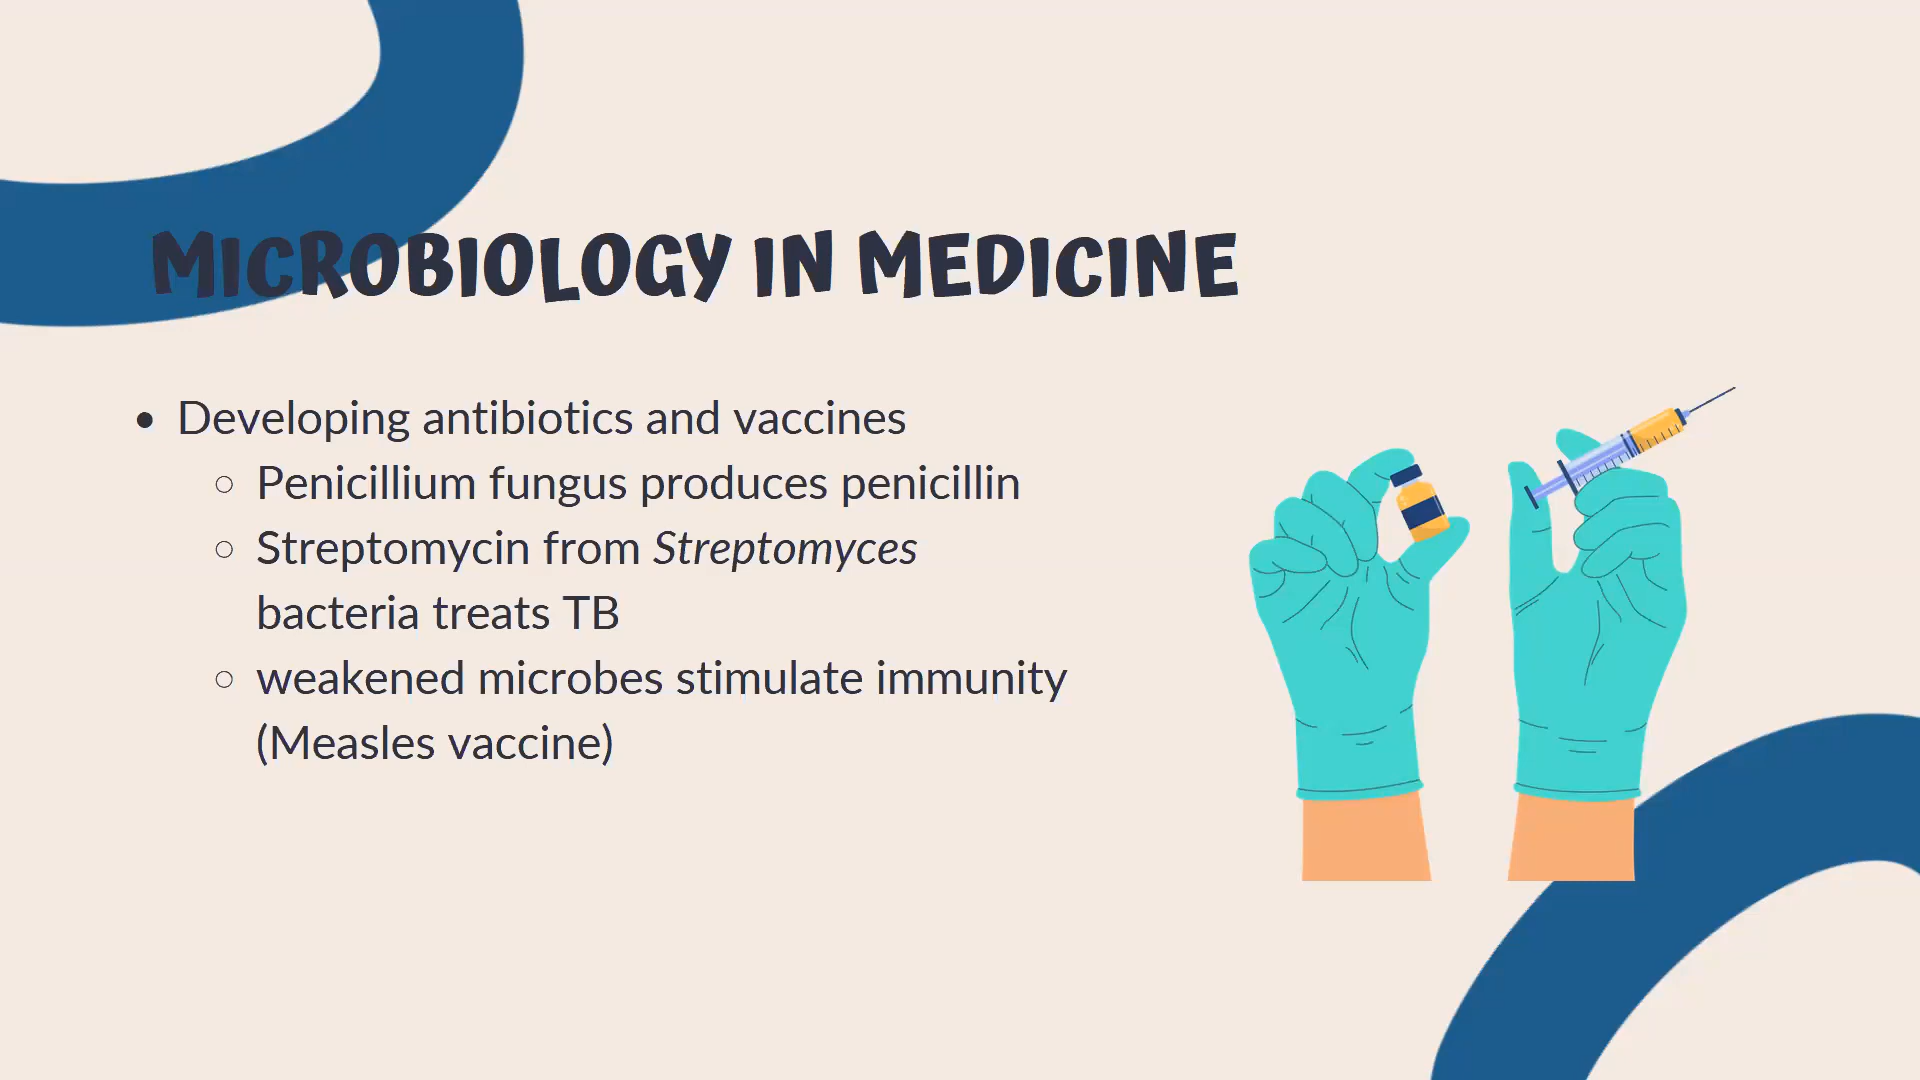 MICROBIOLOGY IN MEDICINE
• Developing antibiotics and vaccines
○ Penicillium fungus produces penicillin
○ Streptomycin from Streptomyces
bacteria treats TB
○ weakened microbes stimulate immunity
(Measles vaccine)